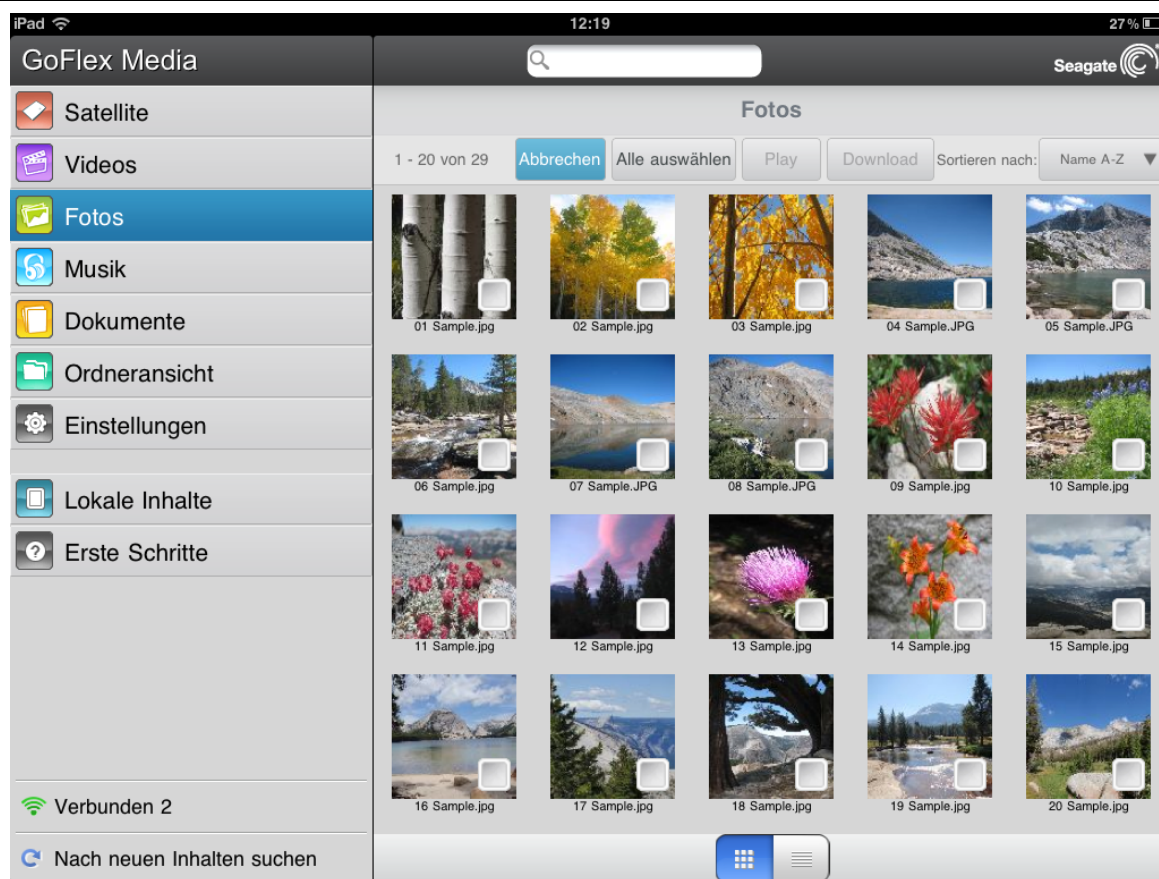 iPad 12:19 27%
GoFlex Media
Seagate
Satellite
Videos
Fotos
Musik
Dokumente
Ordneransicht
Einstellungen
Lokale Inhalte
Erste Schritte
Verbunden 2
Nach neuen Inhalten suchen
Fotos
1 - 20 von 29 Abbrechen Alle auswählen Play Download Sortieren nach: Name A-Z
01 Sample.jpg 02 Sample.jpg 03 Sample.jpg 04 Sample.JPG 05 Sample.JPG
06 Sample.jpg 07 Sample.JPG 08 Sample.JPG 09 Sample.jpg 10 Sample.jpg
11 Sample.jpg 12 Sample.jpg 13 Sample.jpg 14 Sample.jpg 15 Sample.jpg
16 Sample.jpg 17 Sample.jpg 18 Sample.jpg 19 Sample.jpg 20 Sample.jpg